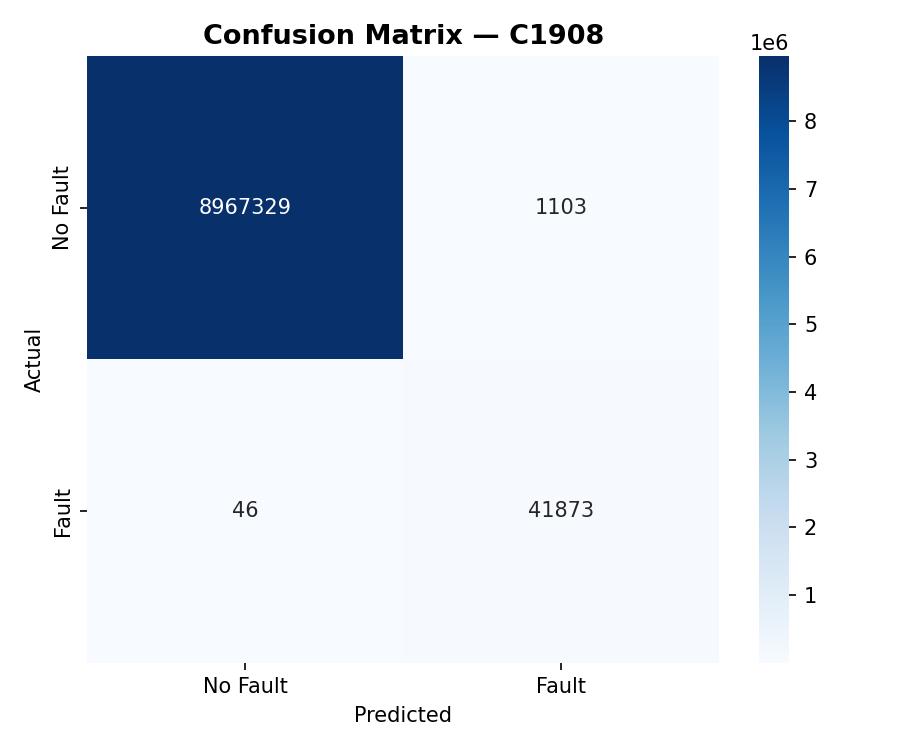 Confusion Matrix — C1908
1e6
No Fault
8967329
1103
Actual
Fault
46
41873
No Fault
Fault
Predicted
8
7
6
5
4
3
2
1